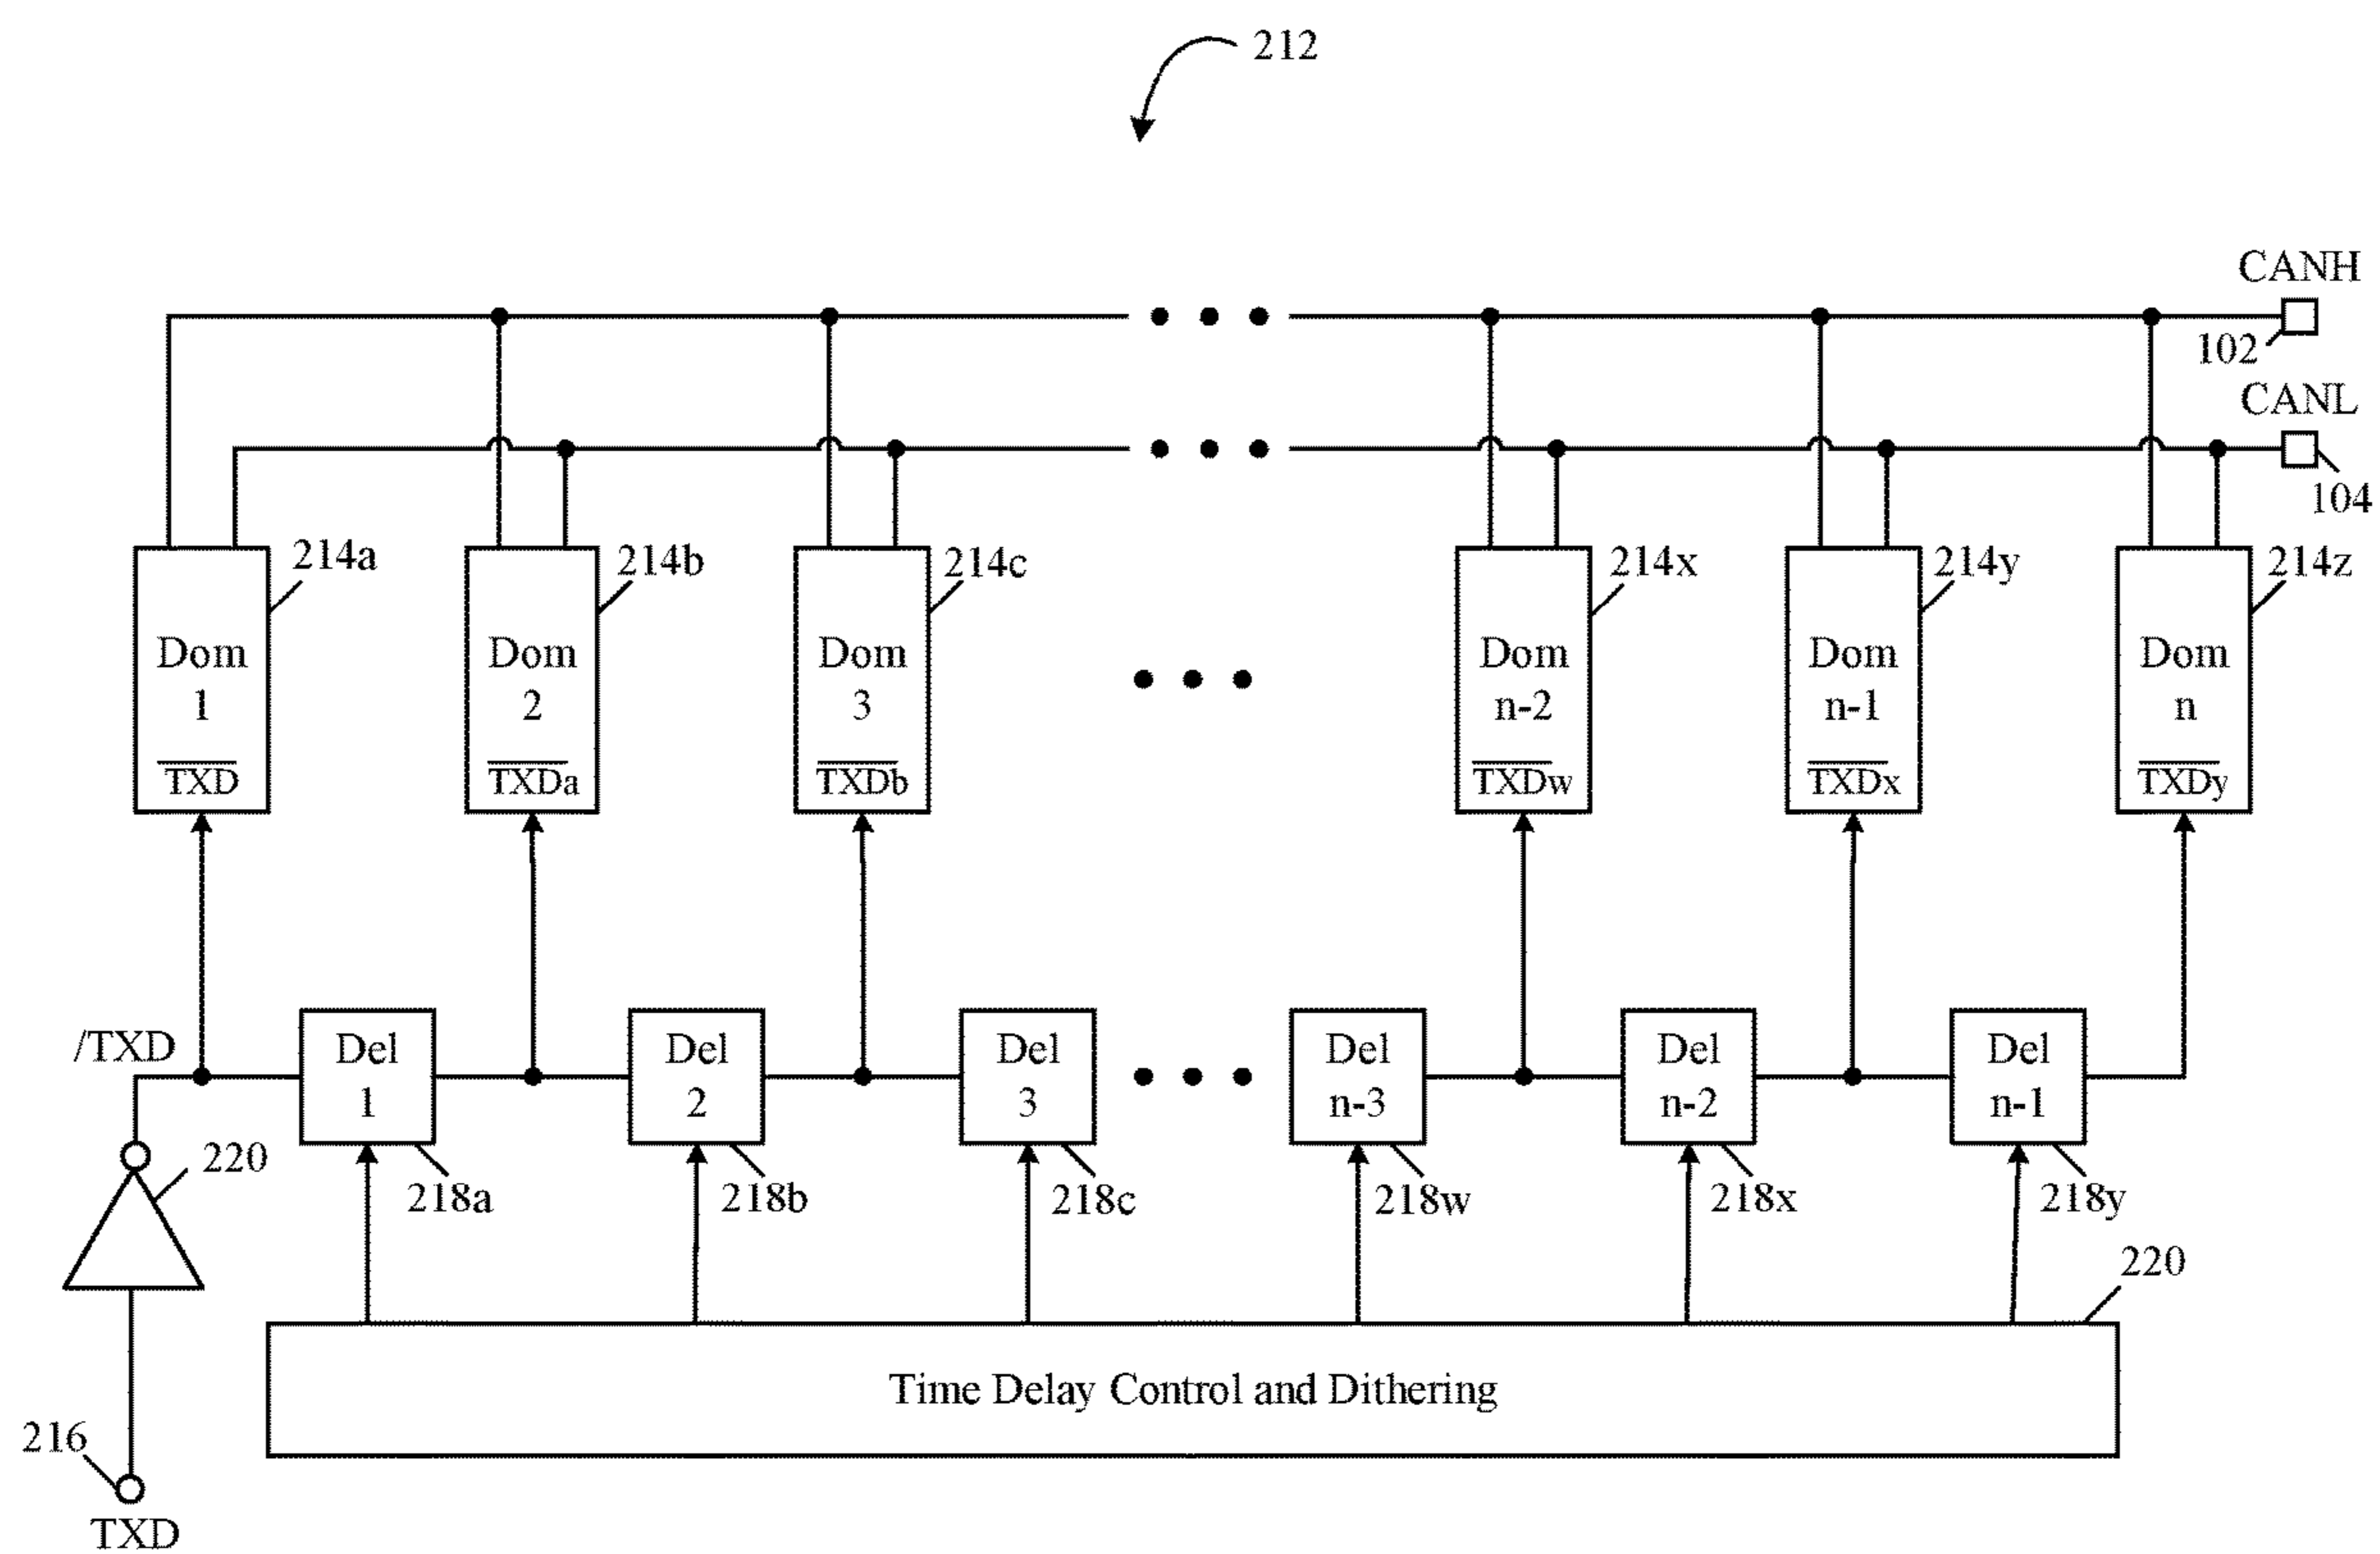 212
CANH
102
CANL
104
214a
214b
214c
214x
214y
214z
Dom
1
TXD
Dom
2
TXDa
Dom
3
TXDb
Dom
n-2
TXDw
Dom
n-1
TXDx
Dom
n
TXDy
/TXD
Del
1
Del
2
Del
3
Del
n-3
Del
n-2
Del
n-1
220
218a
218b
218c
218w
218x
218y
220
Time Delay Control and Dithering
216
TXD